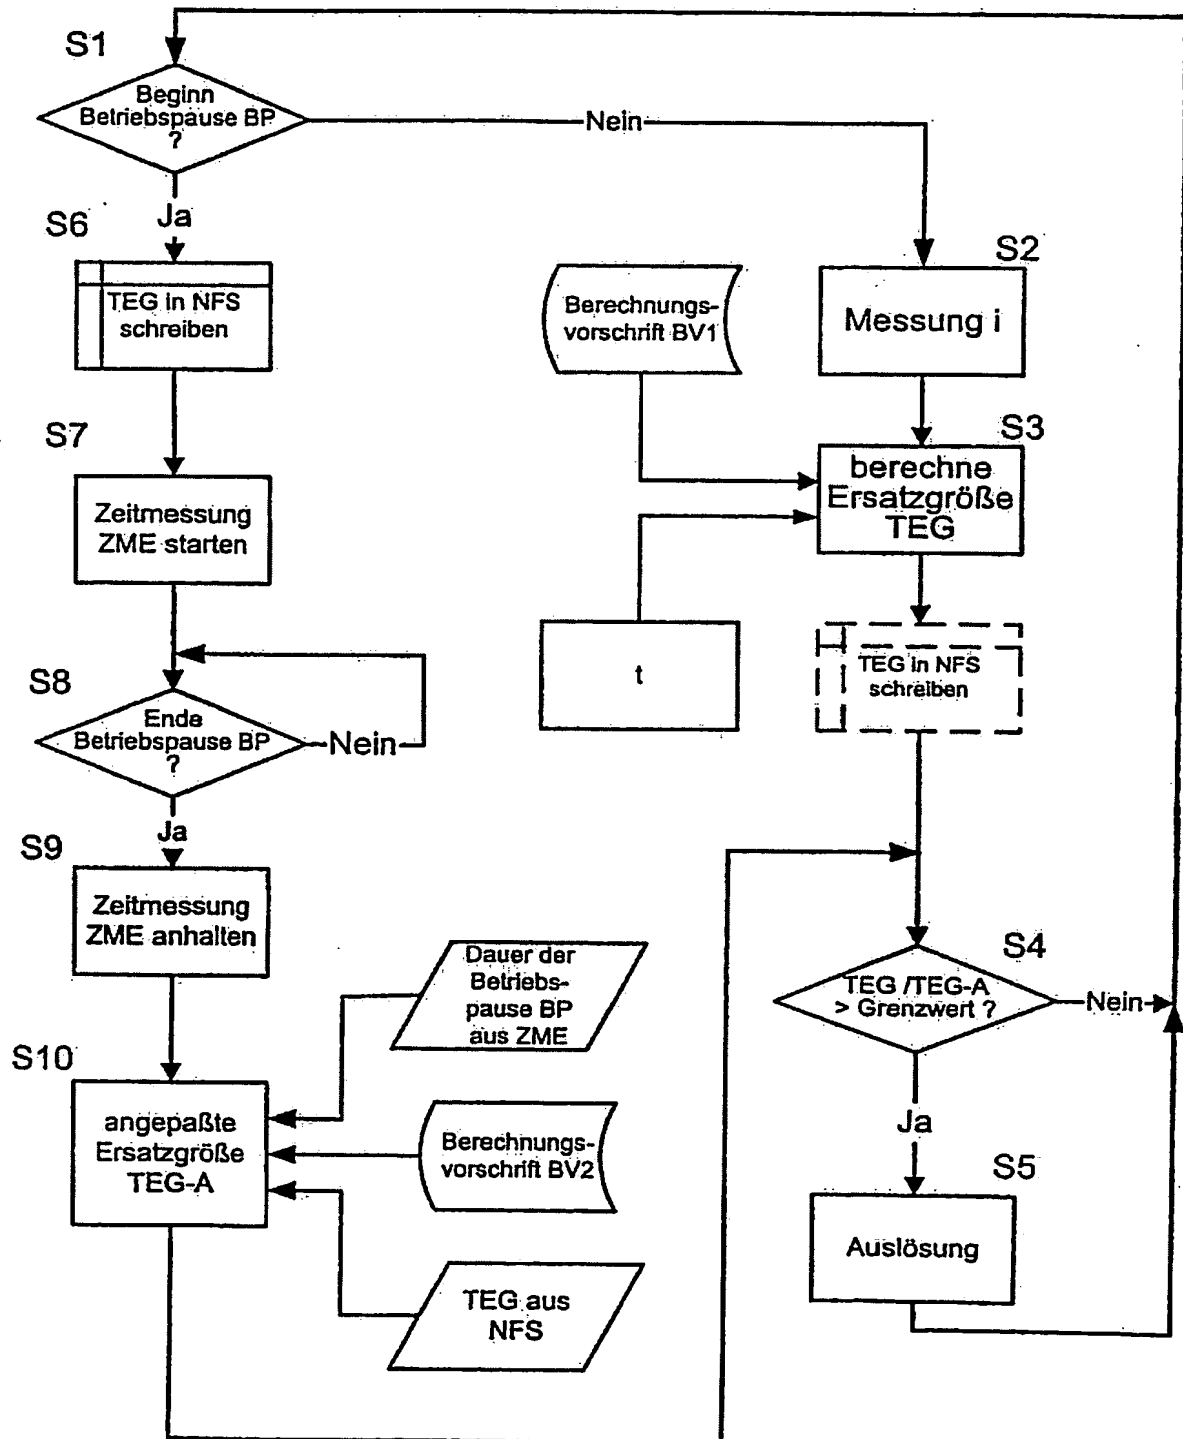 S1
Beginn
Betriebspause BP
?
Nein
Ja
S6
TEG in NFS
schreiben
S7
Zeitmessung
ZME starten
S8
Ende
Betriebspause BP
?
Nein
Ja
S9
Zeitmessung
ZME anhalten
S10
angepaßte
Ersatzgröße
TEG-A
Dauer der
Betriebs-
pause BP
aus ZME
Berechnungs-
vorschrift BV2
TEG aus
NFS
S2
Messung i
Berechnungs-
vorschrift BV1
S3
berechne
Ersatzgröße
TEG
t
TEG in NFS
schreiben
S4
TEG /TEG-A
> Grenzwert ?
Nein
Ja
S5
Auslösung